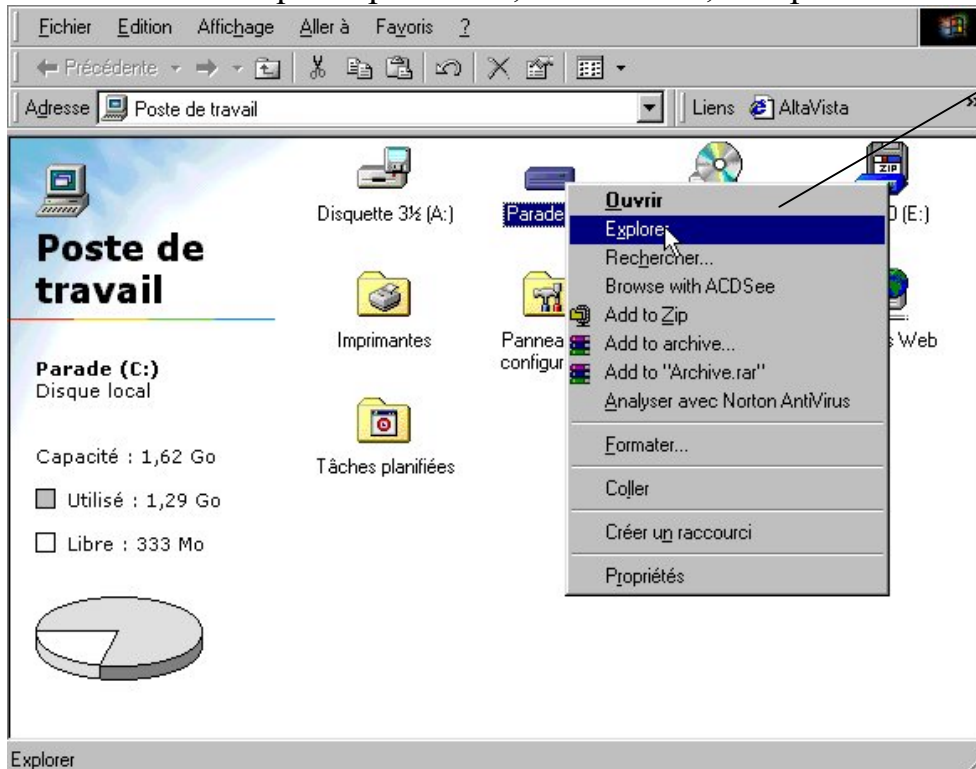 Fichier Edition Affichage Aller à Favoris ?
Précédente
Adresse Poste de travail Liens AltaVista »
Poste de
travail
Parade (C:)
Disque local
Capacité : 1,62 Go
Utilisé : 1,29 Go
Libre : 333 Mo
Disquette 3½ (A:)
Parade
(E:)
Imprimantes
configur
Web
Tâches planifiées
ZIP
Ouvrir
Explorer
Rechercher...
Browse with ACDSee
Add to Zip
Add to archive...
Add to "Archive.rar"
Analyser avec Norton AntiVirus
Formater...
Coller
Créer un raccourci
Propriétés
Explorer